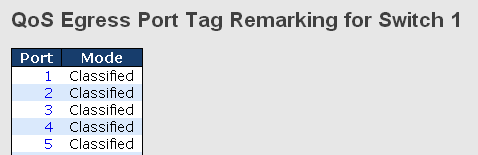 QoS Egress Port Tag Remarking for Switch 1
Port Mode
1 Classified
2 Classified
3 Classified
4 Classified
5 Classified